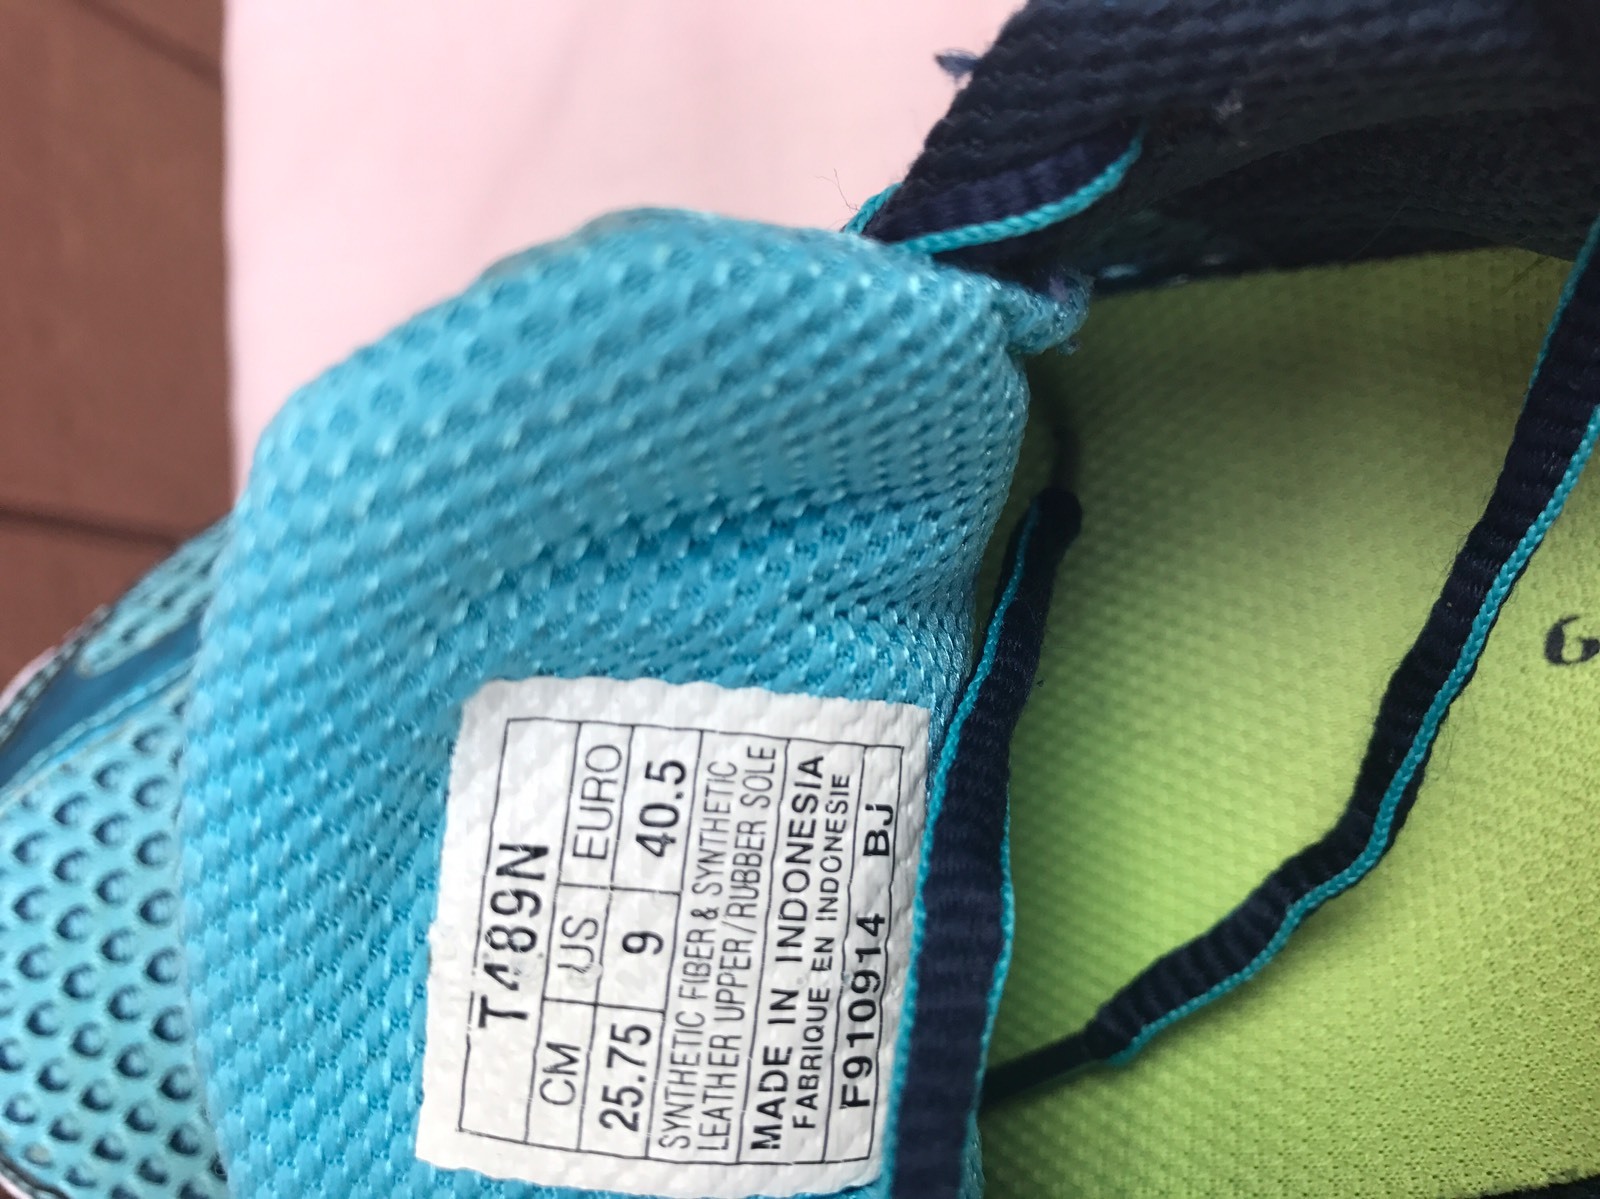 T489N
CM US EURO
25.75 9 40.5
SYNTHETIC FIBER & SYNTHETIC
LEATHER UPPER/RUBBER SOLE
MADE IN INDONESIA
FABRIQUE EN INDONESIE
F910914 BJ